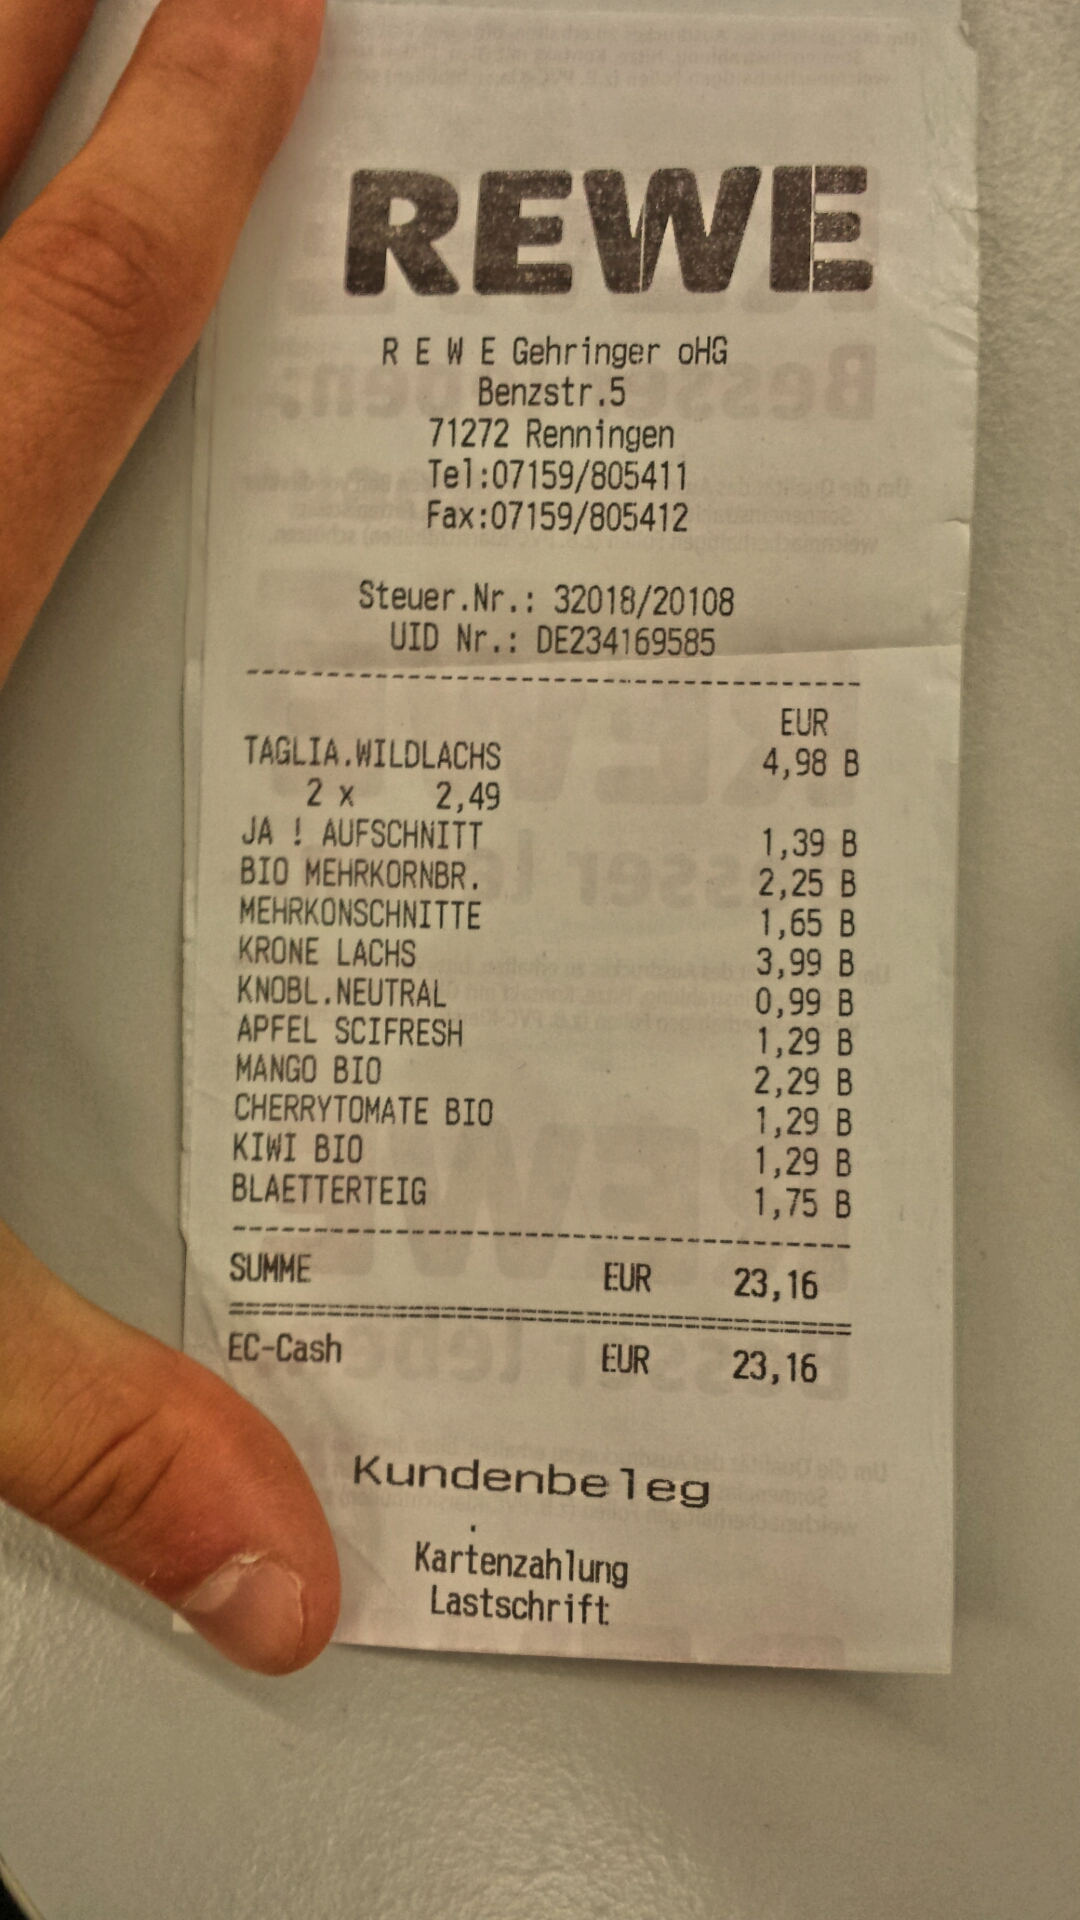 REWE
R E W E Gehringer oHG
Benzstr.5
71272 Renningen
Tel:07159/805411
Fax:07159/805412
Steuer.Nr.: 32018/20108
UID Nr.: DE234169585
EUR
TAGLIA.WILDLACHS 4,98 B
2 x 2,49
JA ! AUFSCHNITT 1,39 B
BIO MEHRKORNBR. 2,25 B
MEHRKONSCHNITTE 1,65 B
KRONE LACHS 3,99 B
KNOBL.NEUTRAL 0,99 B
APFEL SCIFRESH 1,29 B
MANGO BIO 2,29 B
CHERRYTOMATE BIO 1,29 B
KIWI BIO 1,29 B
BLAETTERTEIG 1,75 B
SUMME EUR 23,16
EC-Cash EUR 23,16
Kundenbeleg
Kartenzahlung
Lastschrift